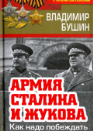 ВЛАДИМИР
БУШИН
АРМИЯ
СТАЛИНА
И ЖУКОВА
Как надо побеждать